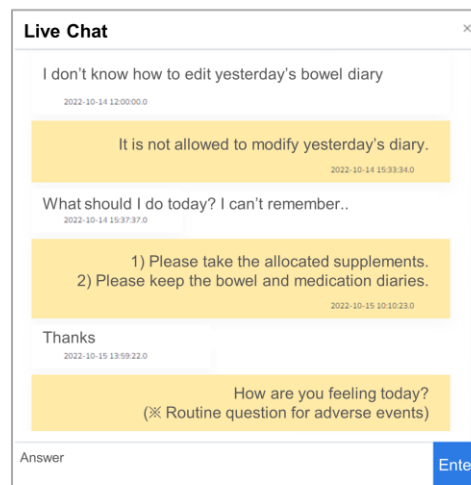 Live Chat ×
I don't know how to edit yesterday's bowel diary
2022-10-14 12:00:00.0
It is not allowed to modify yesterday's diary.
2022-10-14 15:33:34.0
What should I do today? I can't remember..
2022-10-14 15:37:37.0
1) Please take the allocated supplements.
2) Please keep the bowel and medication diaries.
2022-10-15 10:10:23.0
Thanks
2022-10-15 13:59:22.0
How are you feeling today?
(※ Routine question for adverse events)
Answer
Ente